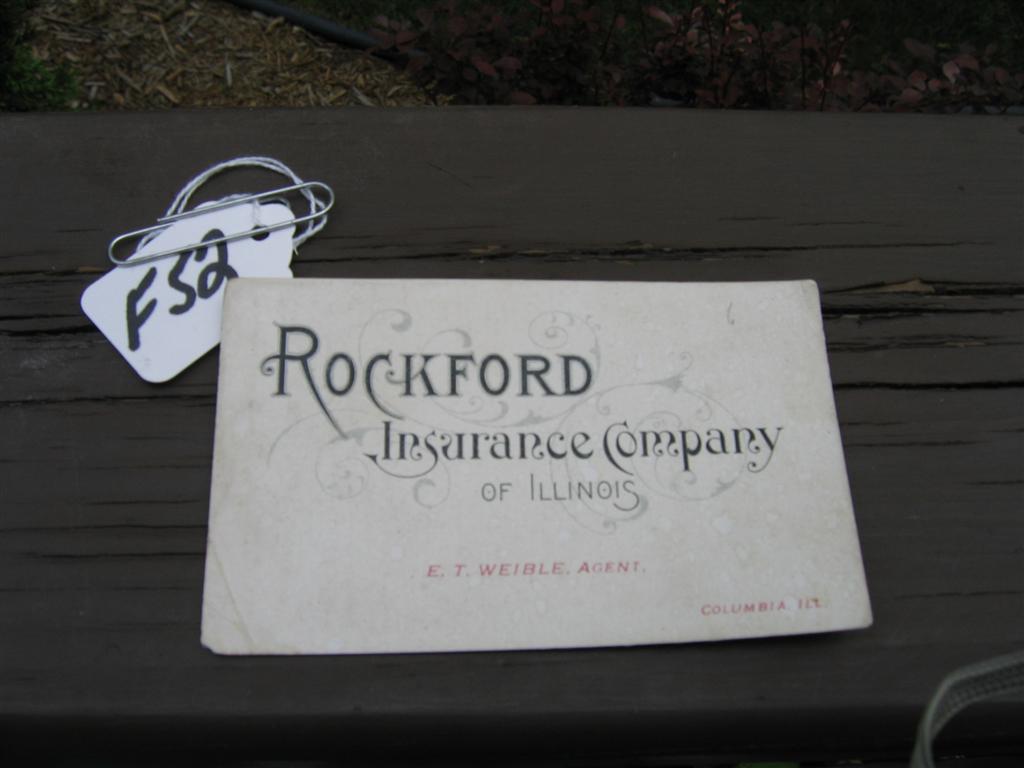 F52
Rockford
Insurance Company
of Illinois
E. T. WEIBLE. AGENT.
COLUMBIA, ILL.